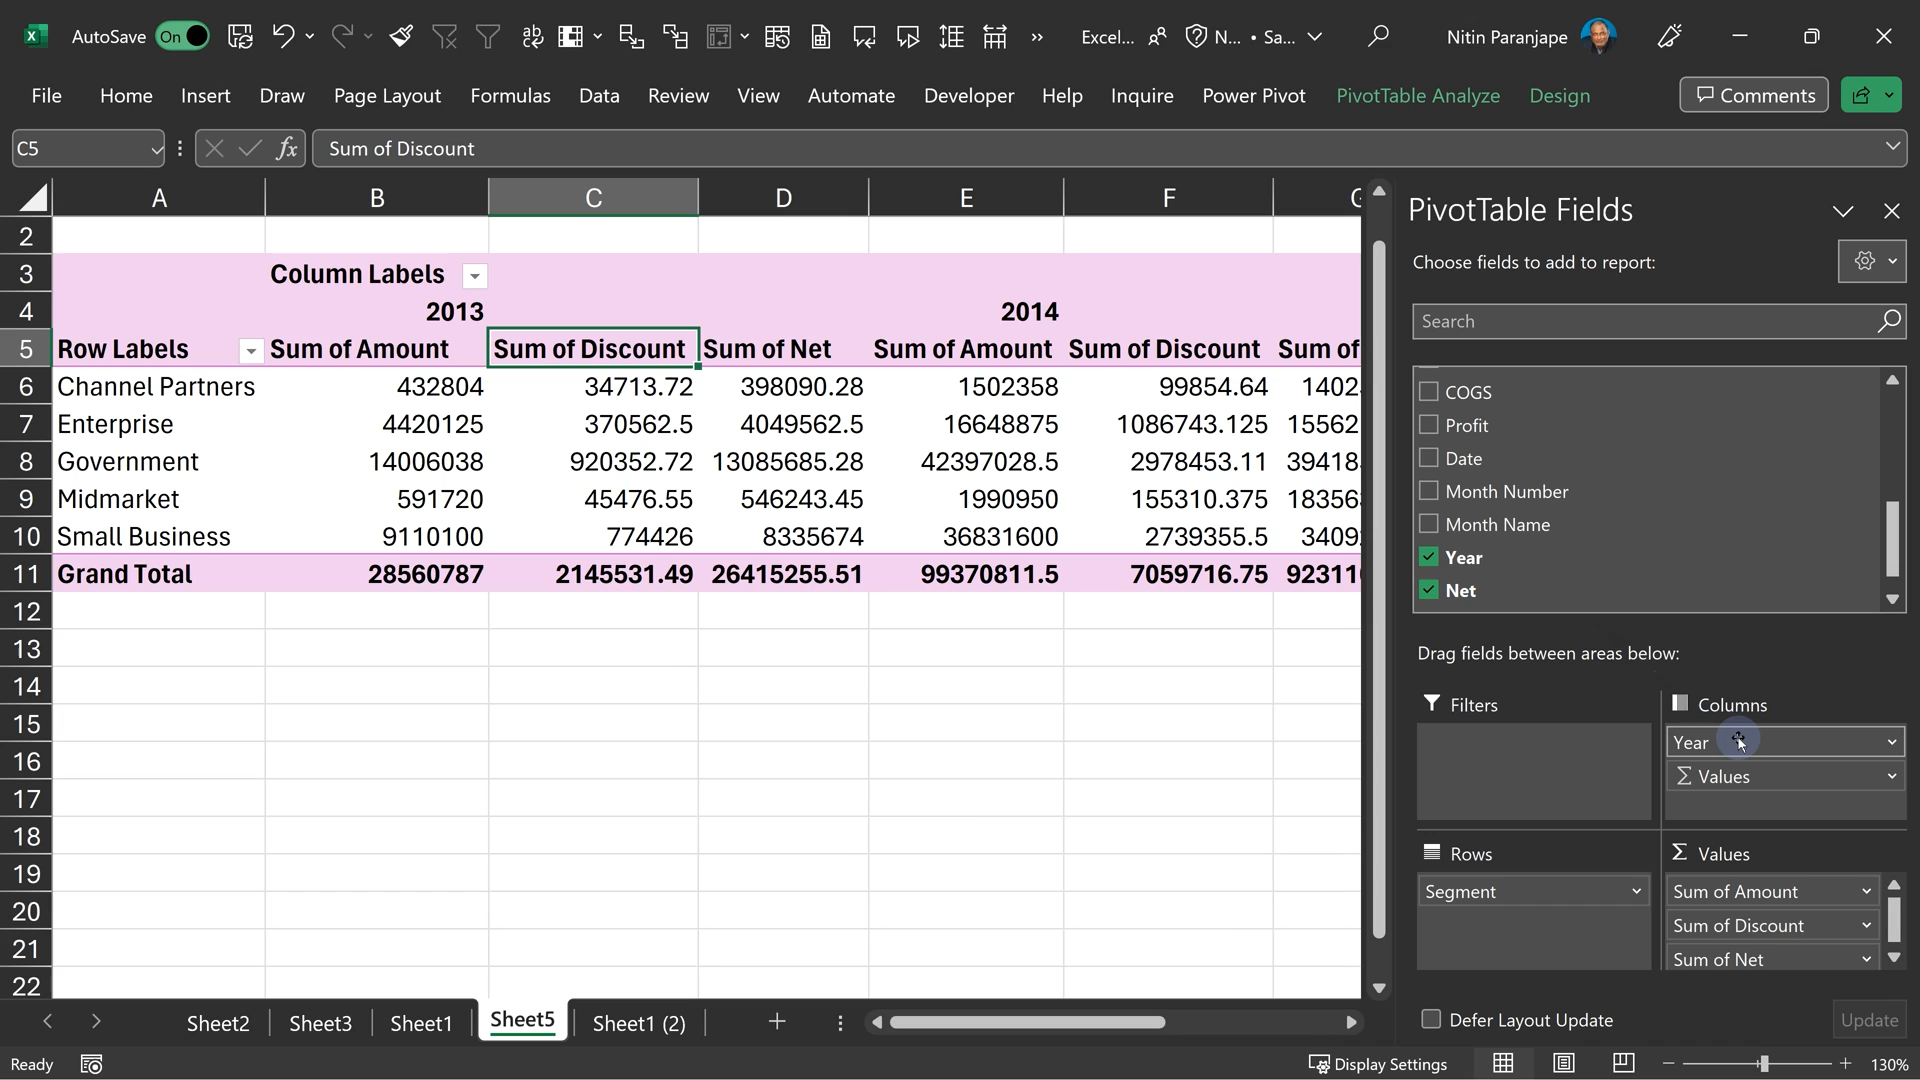 AutoSave On Excel... N... • Sa... Nitin Paranjape
File Home Insert Draw Page Layout Formulas Data Review View Automate Developer Help Inquire Power Pivot PivotTable Analyze Design Comments
C5 fx Sum of Discount
A B C D E F
2
3 Column Labels
4 2013 2014
5 Row Labels Sum of Amount Sum of Discount Sum of Net Sum of Amount Sum of Discount Sum of
6 Channel Partners 432804 34713.72 398090.28 1502358 99854.64 1402
7 Enterprise 4420125 370562.5 4049562.5 16648875 1086743.125 15562
8 Government 14006038 920352.72 13085685.28 42397028.5 2978453.11 39418
9 Midmarket 591720 45476.55 546243.45 1990950 155310.375 18356
10 Small Business 9110100 774426 8335674 36831600 2739355.5 3409
11 Grand Total 28560787 2145531.49 26415255.51 99370811.5 7059716.75 92311
12
13
14
15
16
17
18
19
20
21
22
PivotTable Fields
Choose fields to add to report:
Search
COGS
Profit
Date
Month Number
Month Name
Year
Net
Drag fields between areas below:
Filters Columns
Year
Σ Values
Rows Σ Values
Segment Sum of Amount
Sum of Discount
Sum of Net
Defer Layout Update Update
Sheet2 Sheet3 Sheet1 Sheet5 Sheet1 (2)
Ready Display Settings 130%